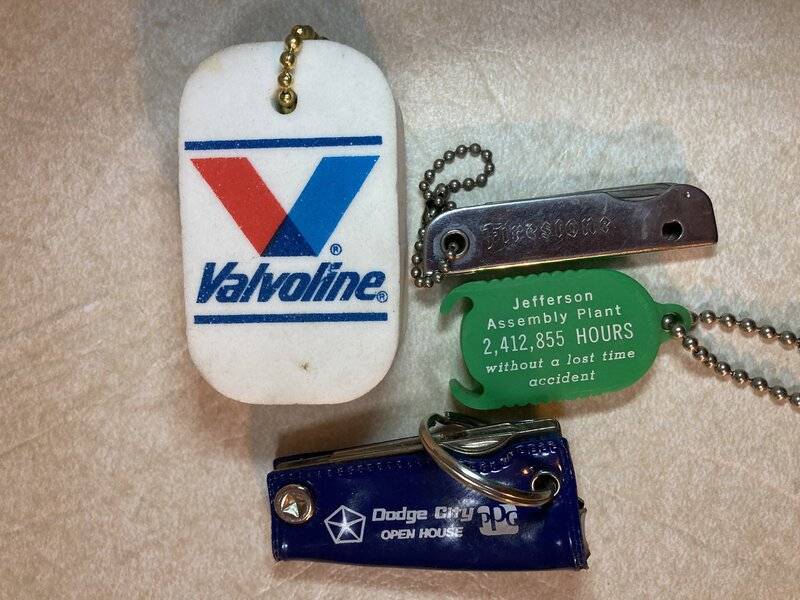 Valvoline®
®
Firestone
Jefferson
Assembly Plant
2,412,855 HOURS
without a lost time
accident
Dodge City PPG
OPEN HOUSE